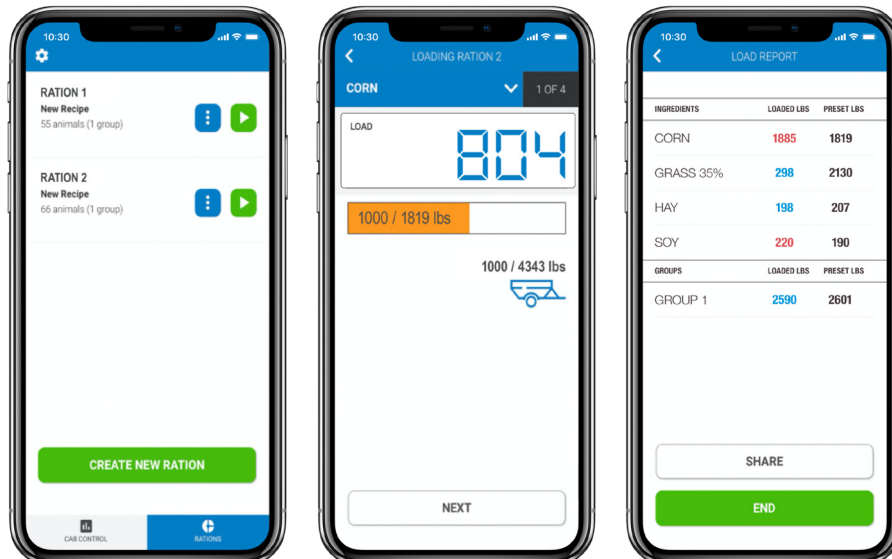 10:30
RATION 1
New Recipe
55 animals (1 group)
RATION 2
New Recipe
66 animals (1 group)
CREATE NEW RATION
CAB CONTROL
RATIONS
10:30
LOADING RATION 2
CORN
1 OF 4
LOAD
804
1000 / 1819 lbs
1000 / 4343 lbs
NEXT
10:30
LOAD REPORT
INGREDIENTS LOADED LBS PRESET LBS
CORN 1885 1819
GRASS 35% 298 2130
HAY 198 207
SOY 220 190
GROUPS LOADED LBS PRESET LBS
GROUP 1 2590 2601
SHARE
END